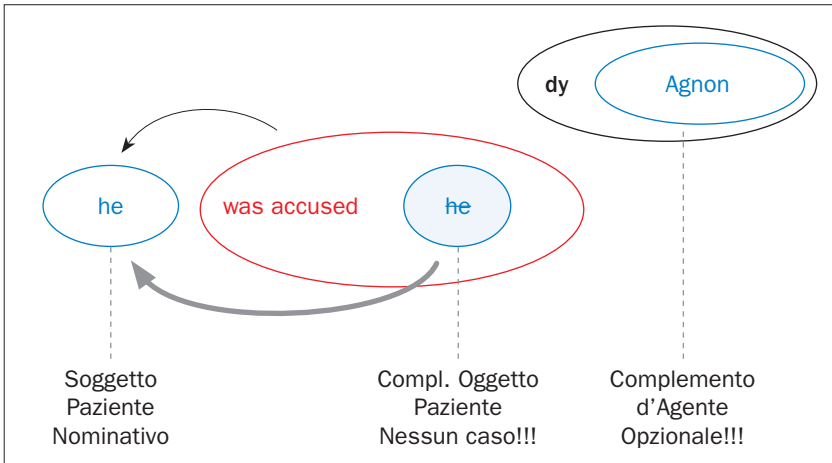 dy Agnon
he was accused he
Soggetto
Paziente
Nominativo
Compl. Oggetto
Paziente
Nessun caso!!!
Complemento
d'Agente
Opzionale!!!